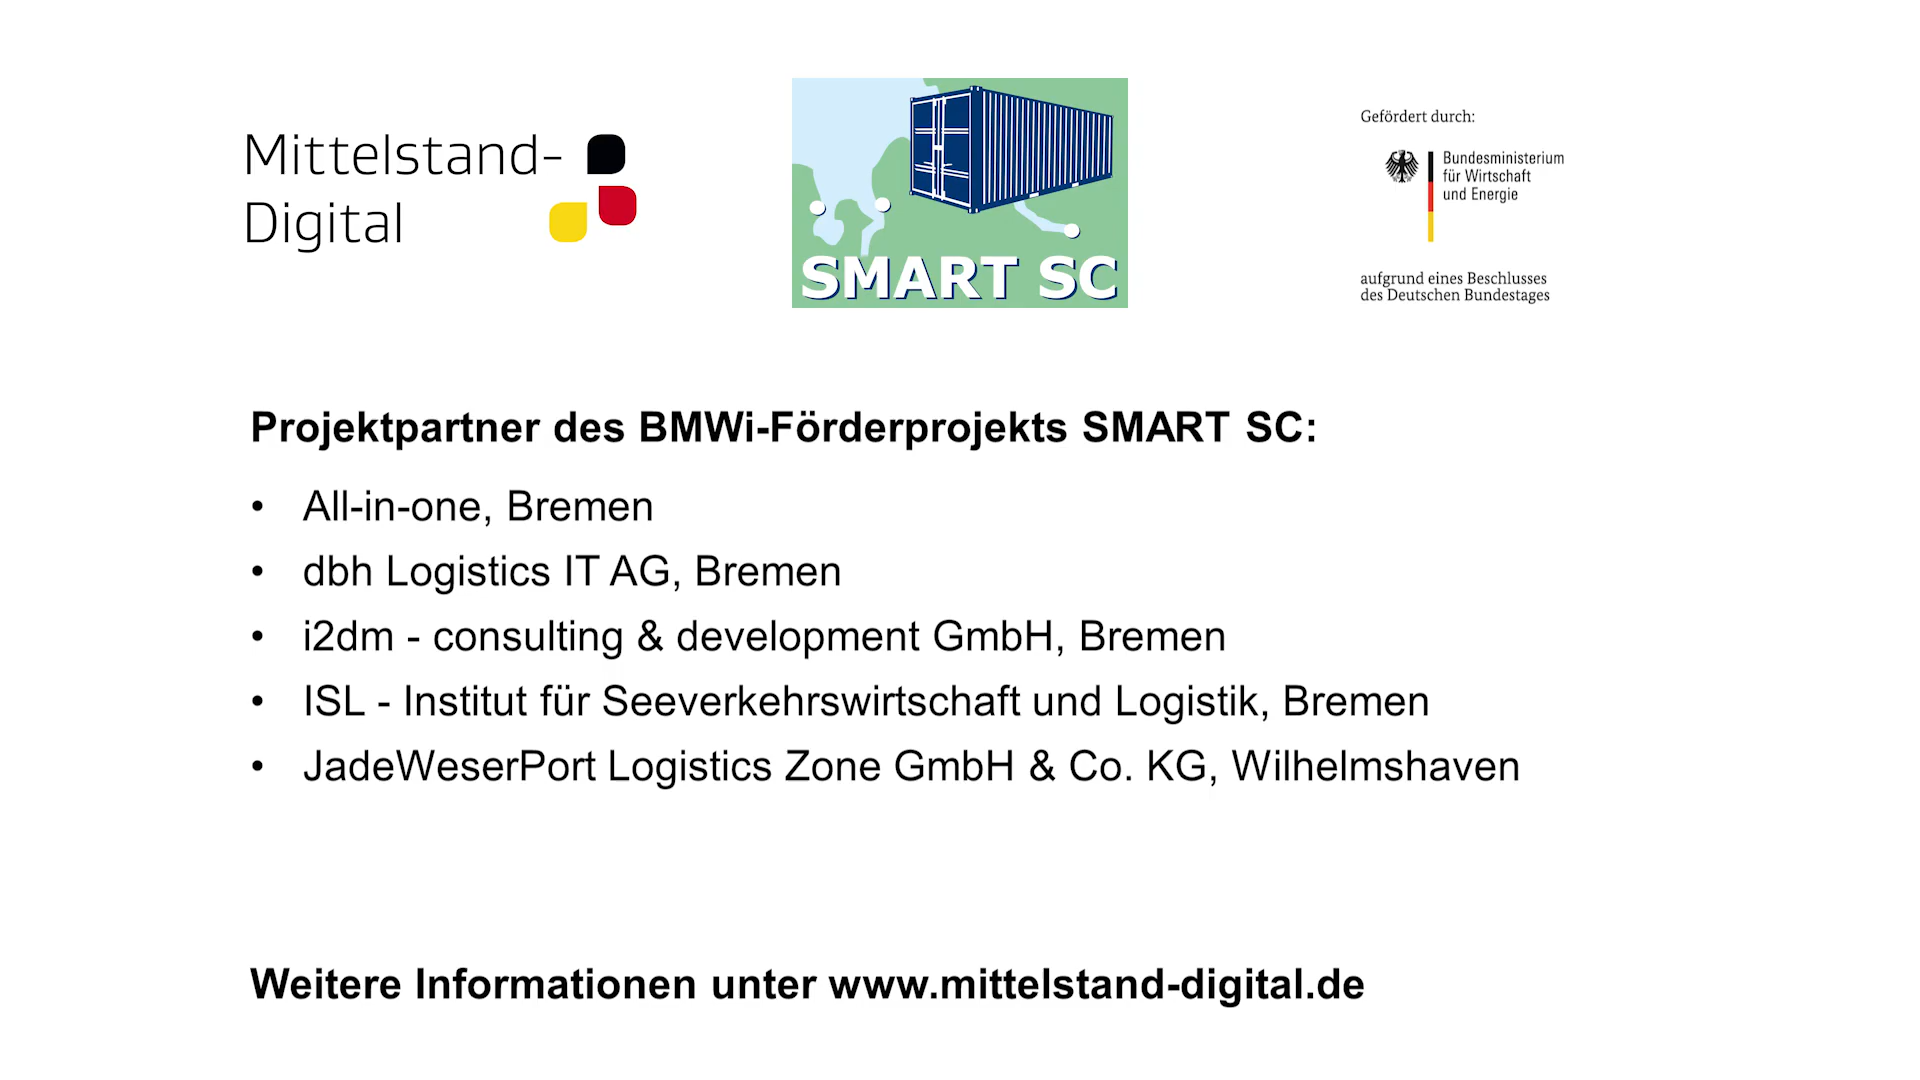 Mittelstand-
Digital
SMART SC
Gefördert durch:
Bundesministerium
für Wirtschaft
und Energie
aufgrund eines Beschlusses
des Deutschen Bundestages
Projektpartner des BMWi-Förderprojekts SMART SC:
• All-in-one, Bremen
• dbh Logistics IT AG, Bremen
• i2dm - consulting & development GmbH, Bremen
• ISL - Institut für Seeverkehrswirtschaft und Logistik, Bremen
• JadeWeserPort Logistics Zone GmbH & Co. KG, Wilhelmshaven
Weitere Informationen unter www.mittelstand-digital.de